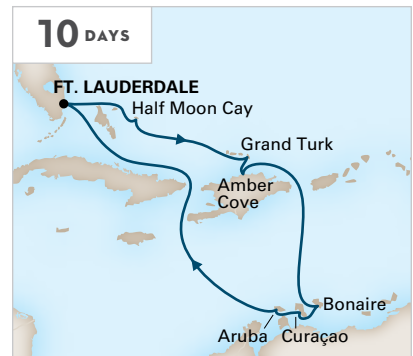 10 DAYS
FT. LAUDERDALE
Half Moon Cay
Grand Turk
Amber
Cove
Bonaire
Aruba
Curaçao